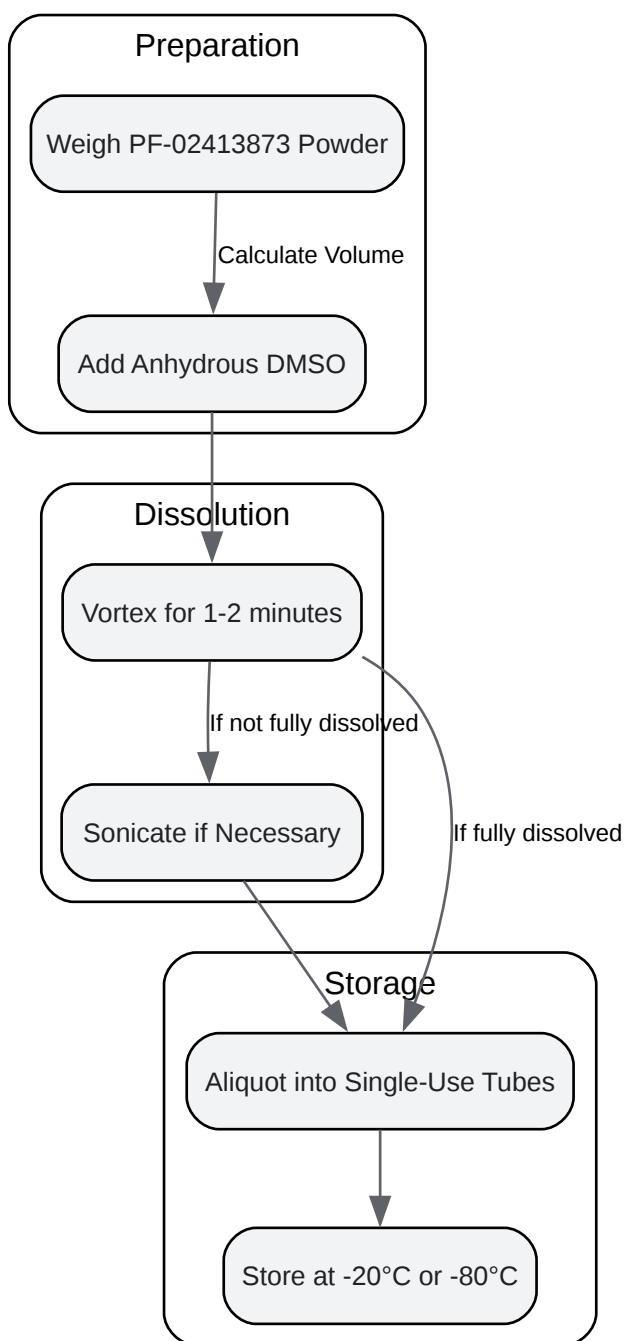 Preparation
Weigh PF-02413873 Powder
Calculate Volume
Add Anhydrous DMSO
Dissolution
Vortex for 1-2 minutes
If not fully dissolved
Sonicate if Necessary
If fully dissolved
Storage
Aliquot into Single-Use Tubes
Store at -20°C or -80°C